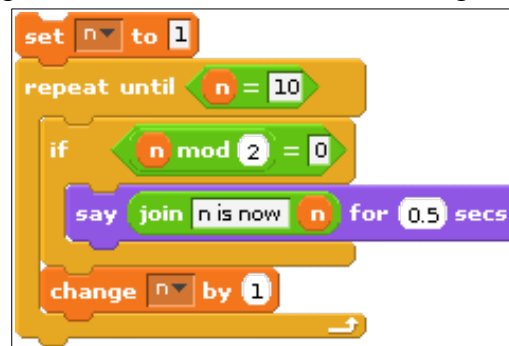 set n to 1
repeat until n = 10
if n mod 2 = 0
say join n is now n for 0.5 secs
change n by 1